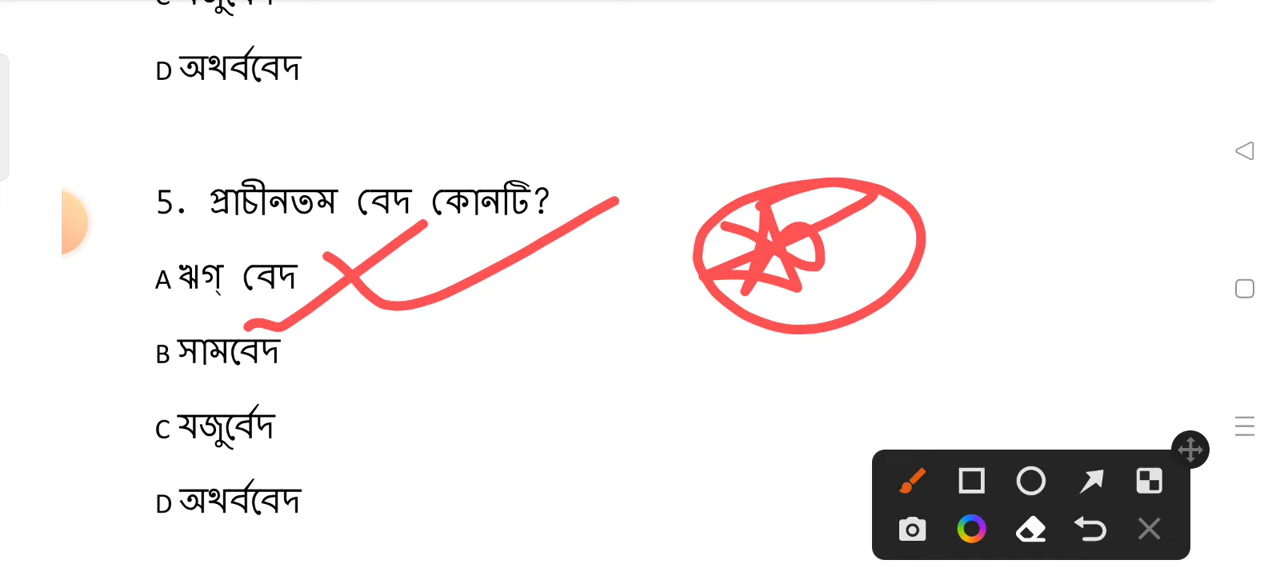 D অথর্ববেদ
5. প্রাচীনতম বেদ কোনটি?
A ঋগ্‌ বেদ
B সামবেদ
C যজুর্বেদ
D অথর্ববেদ